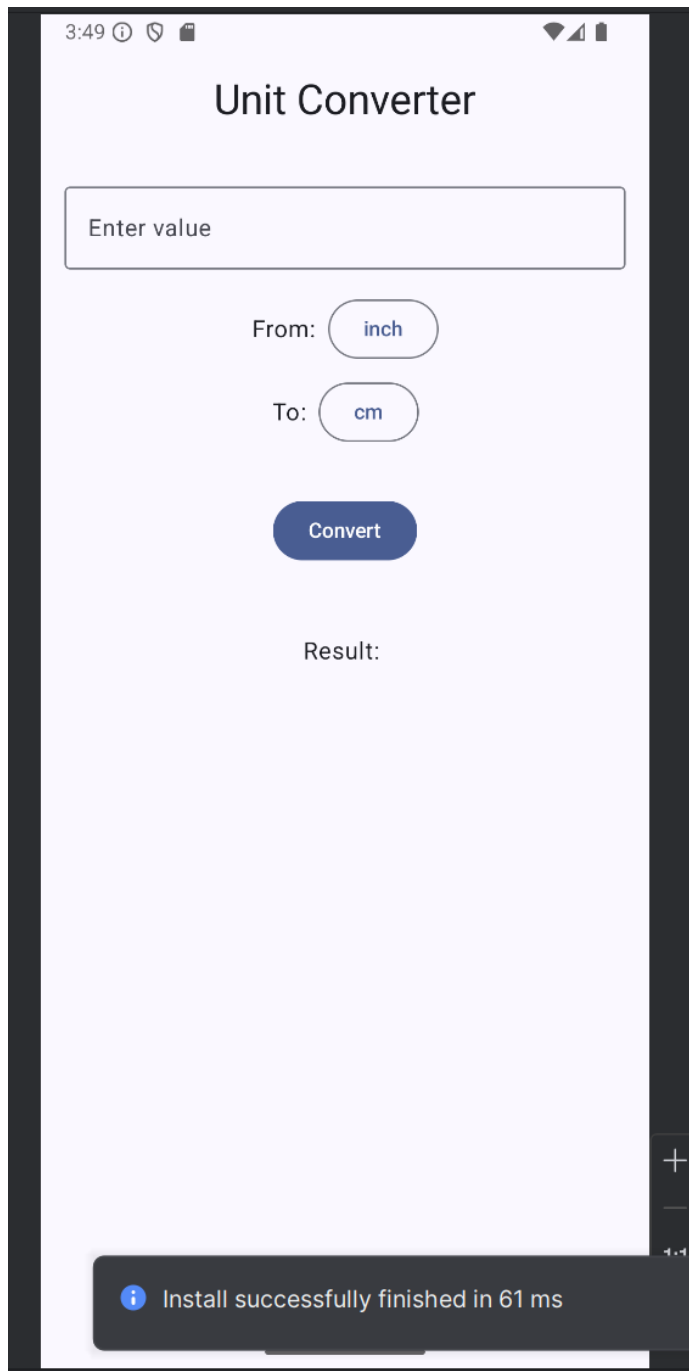 3:49
Unit Converter
Enter value
From: inch
To: cm
Convert
Result:
Install successfully finished in 61 ms